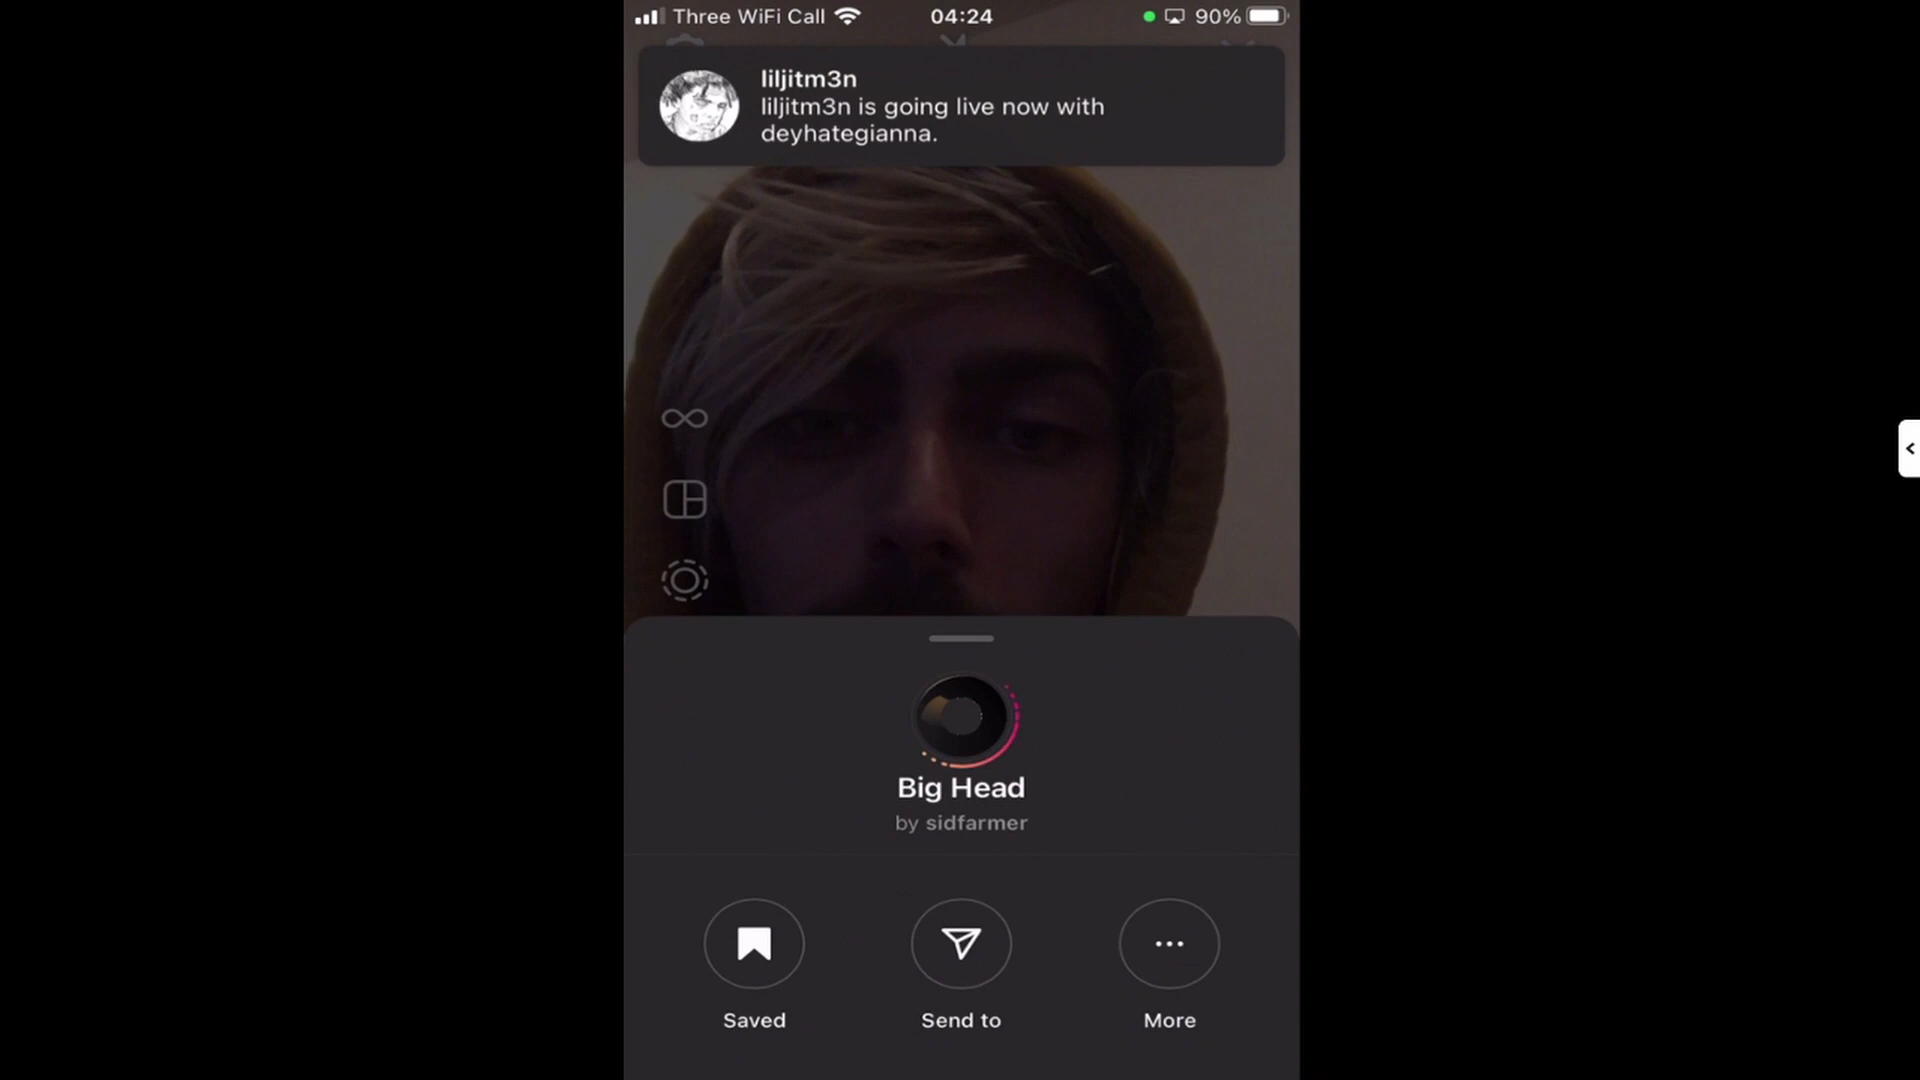 Three WiFi Call 04:24 90%
liljitm3n
liljitm3n is going live now with
deyhategianna.
Big Head
by sidfarmer
Saved Send to More